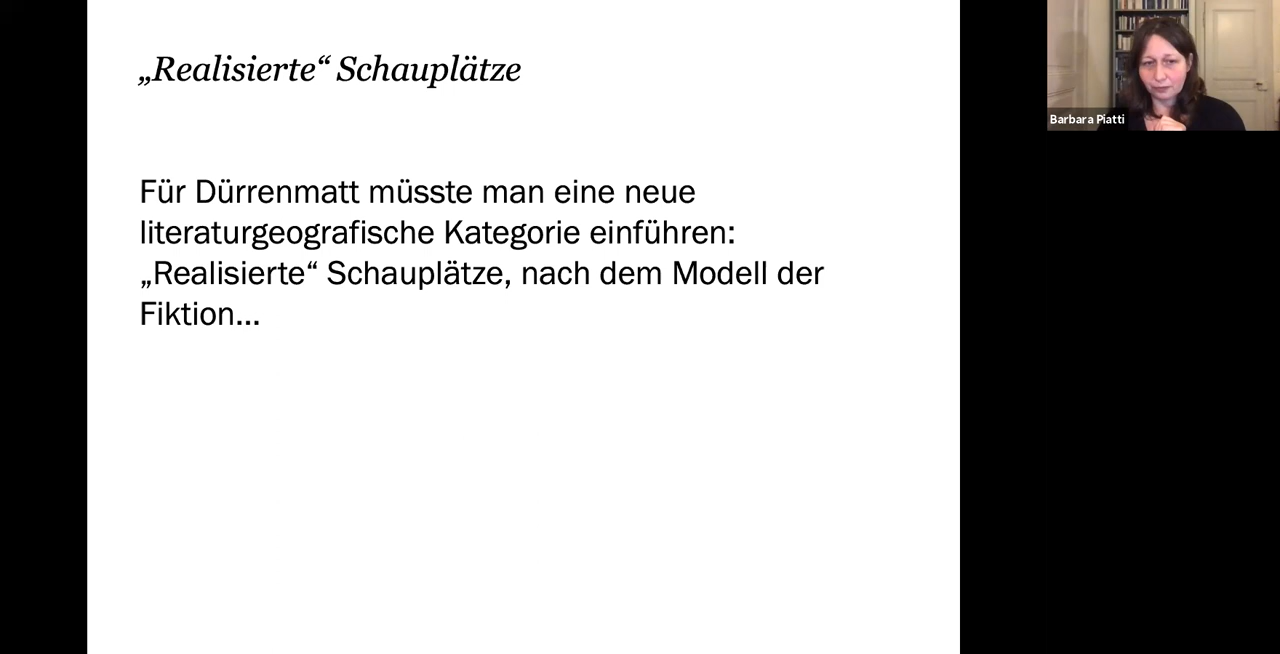 „Realisierte“ Schauplätze
Für Dürrenmatt müsste man eine neue
literaturgeografische Kategorie einführen:
„Realisierte“ Schauplätze, nach dem Modell der
Fiktion...
Barbara Piatti